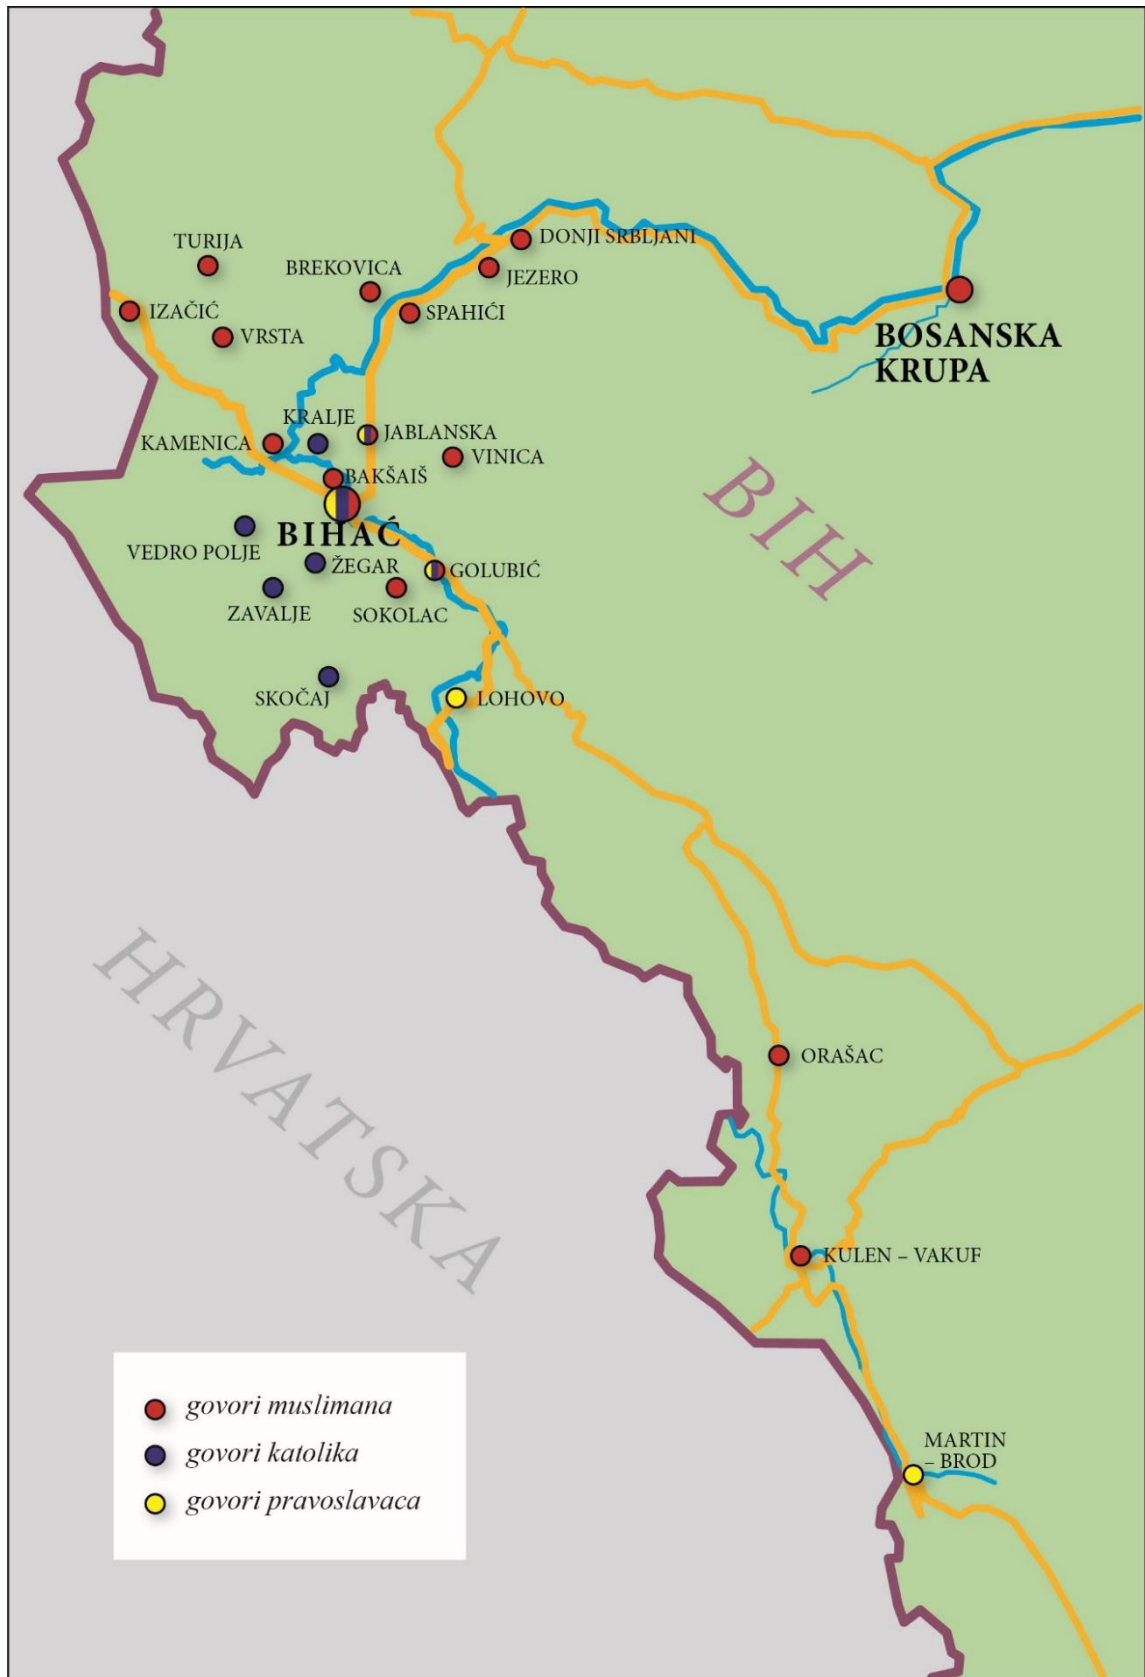 DONJI SRBLJANI
TURIJA
BREKOVICA
JEZERO
IZAČIĆ
SPAHIĆI
VRSTA
BOSANSKA
KRUPA
KRALJE
JABLANSKA
KAMENICA
VINICA
BAKŠAIŠ
BIH
BIHAĆ
VEDRO POLJE
ŽEGAR
GOLUBIĆ
ZAVALJE
SOKOLAC
SKOČAJ
LOHOVO
HRVATSKA
ORAŠAC
KULEN – VAKUF
govori muslimana
govori katolika
govori pravoslavaca
MARTIN
– BROD